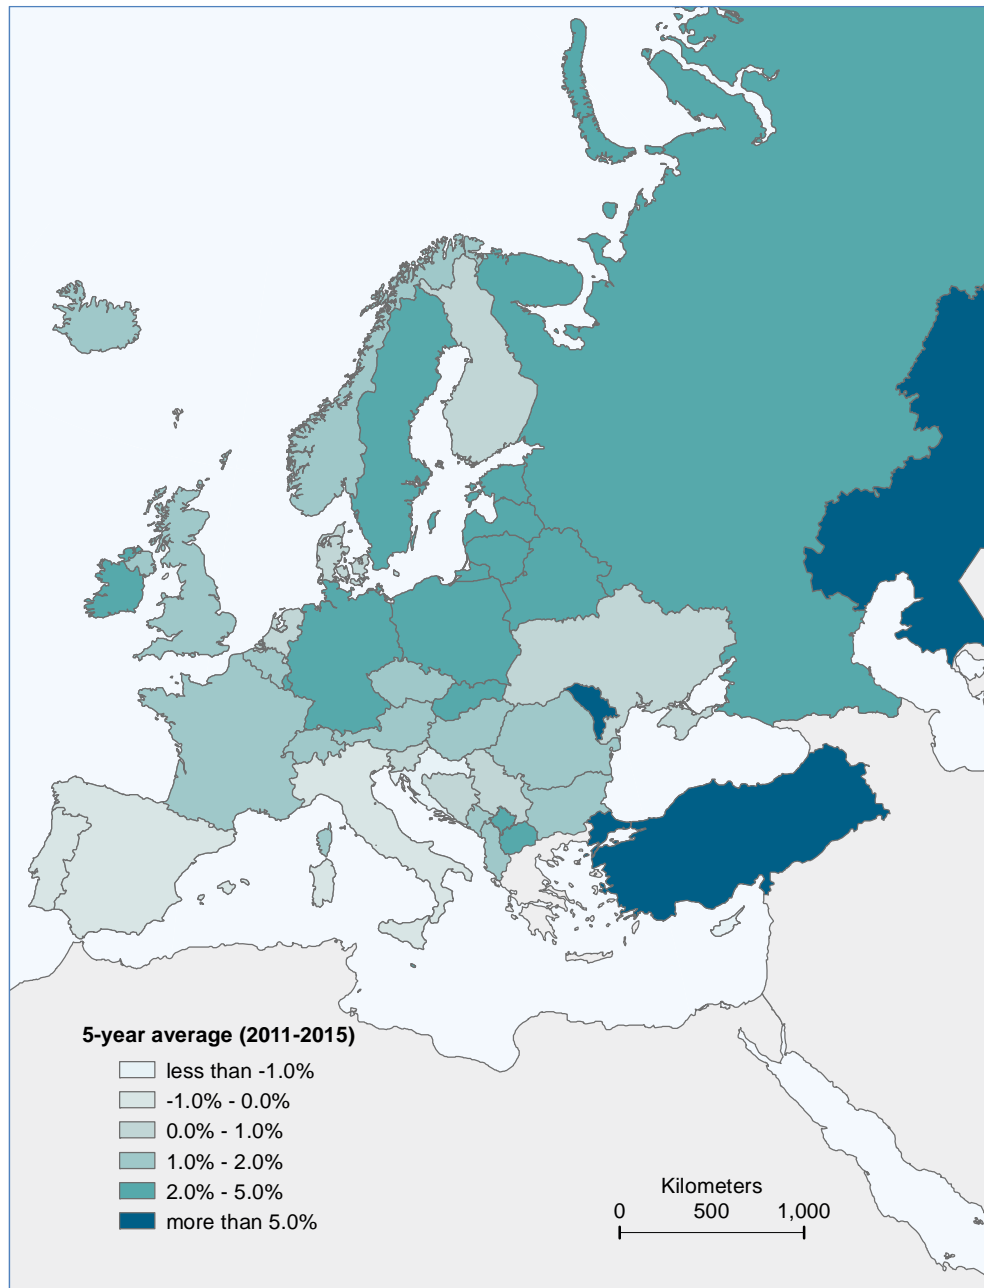 5-year average (2011-2015)
less than -1.0%
-1.0% - 0.0%
0.0% - 1.0%
1.0% - 2.0%
2.0% - 5.0%
more than 5.0%
Kilometers
0 500 1,000